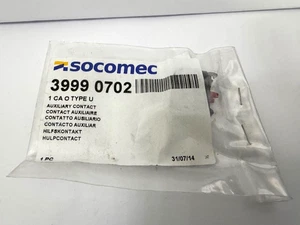 socomec
3999 0702
1 CA O TYPE U
AUXILIARY CONTACT
CONTACT AUXILIAIRE
CONTATTO AUBILIARIO
CONTACTO AUXILIAR
HILFSKONTAKT
HULPCONTACT
1 PC
31/07/14